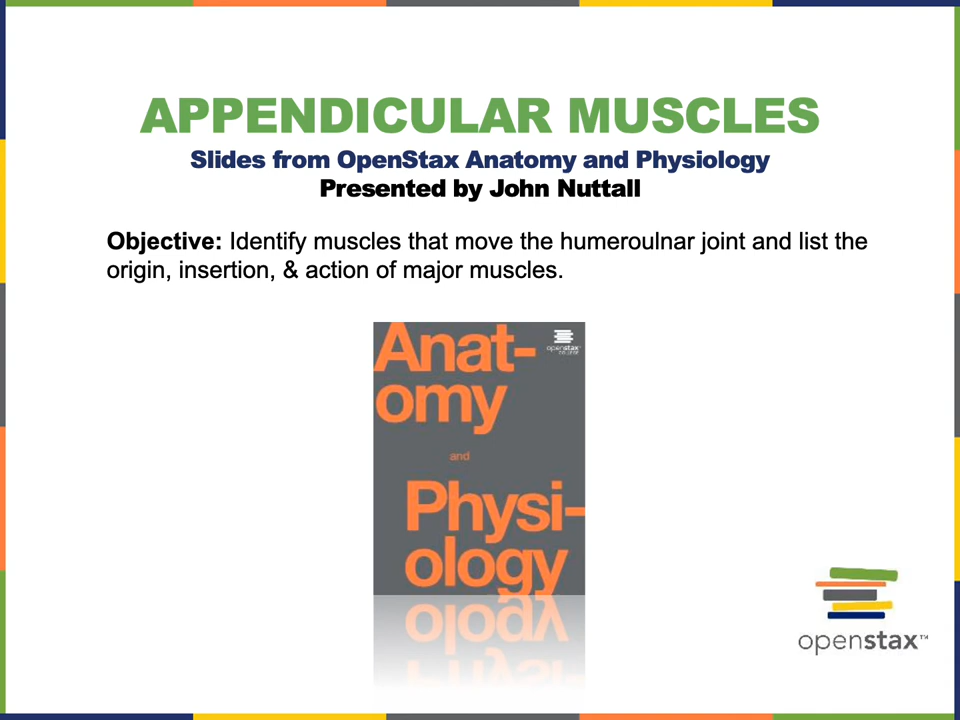 APPENDICULAR MUSCLES
Slides from OpenStax Anatomy and Physiology
Presented by John Nuttall
Objective: Identify muscles that move the humeroulnar joint and list the
origin, insertion, & action of major muscles.
Anat-
openstax
omy
and
Physi-
ology
openstax™